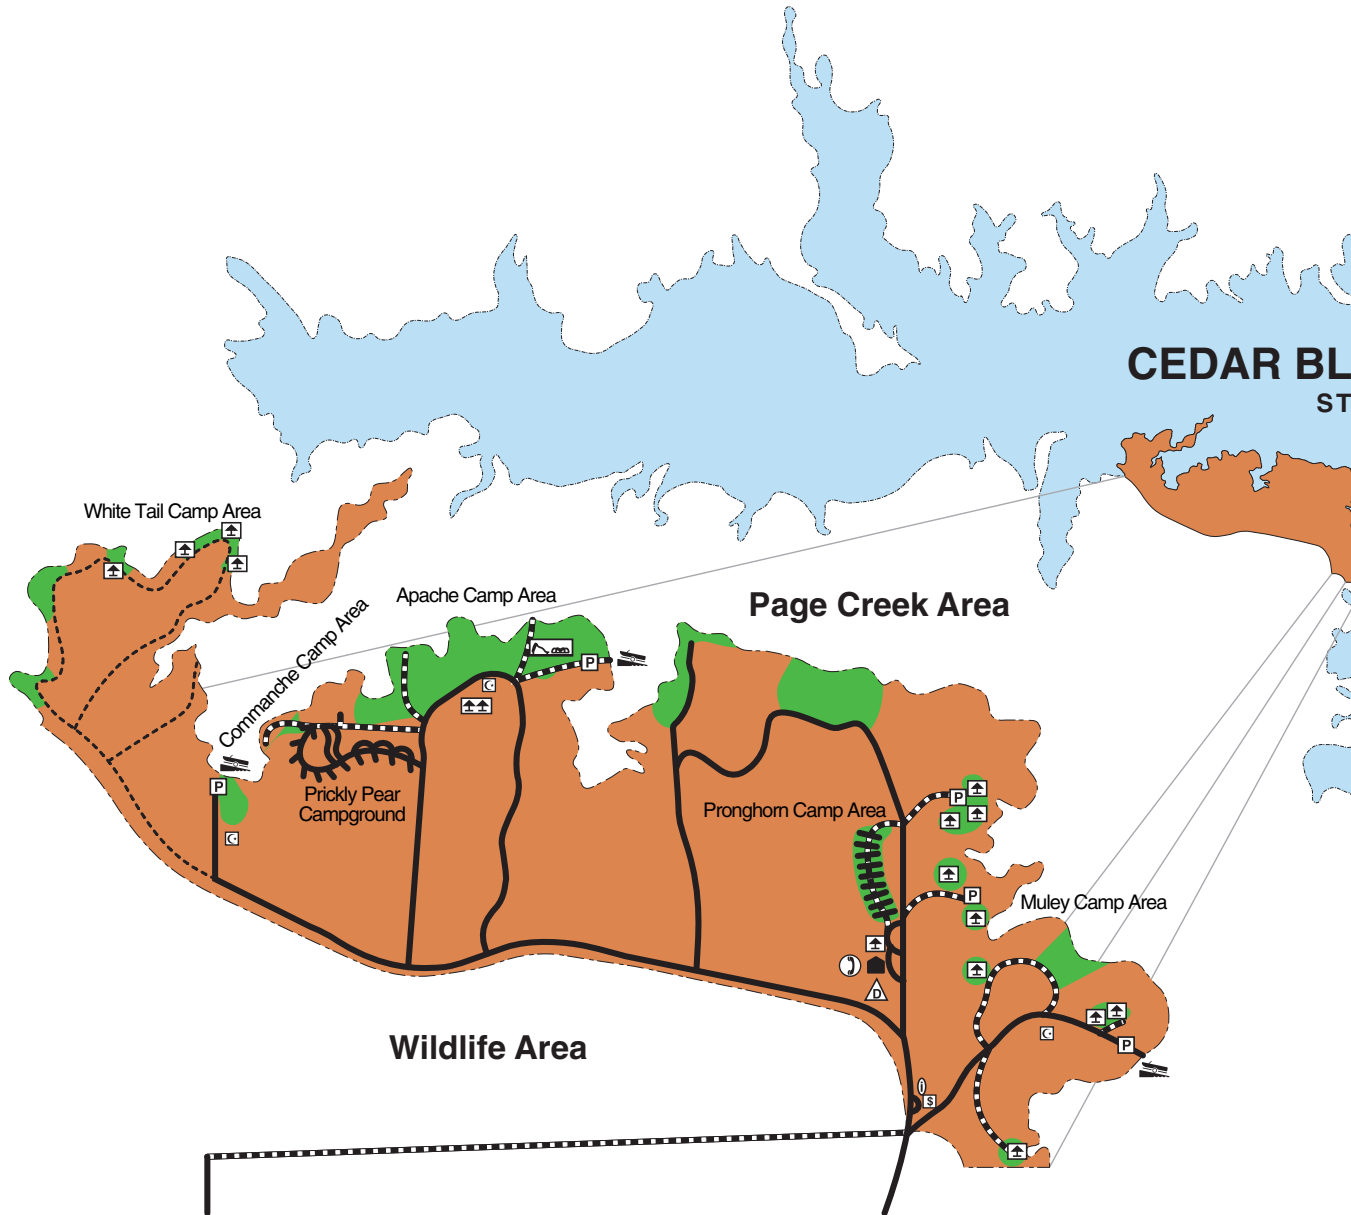 CEDAR BL
ST
White Tail Camp Area
Apache Camp Area
Page Creek Area
Commanche Camp Area
P
P
Prickly Pear
Campground
Pronghorn Camp Area
P
P
Muley Camp Area
D
Wildlife Area
P
i
$